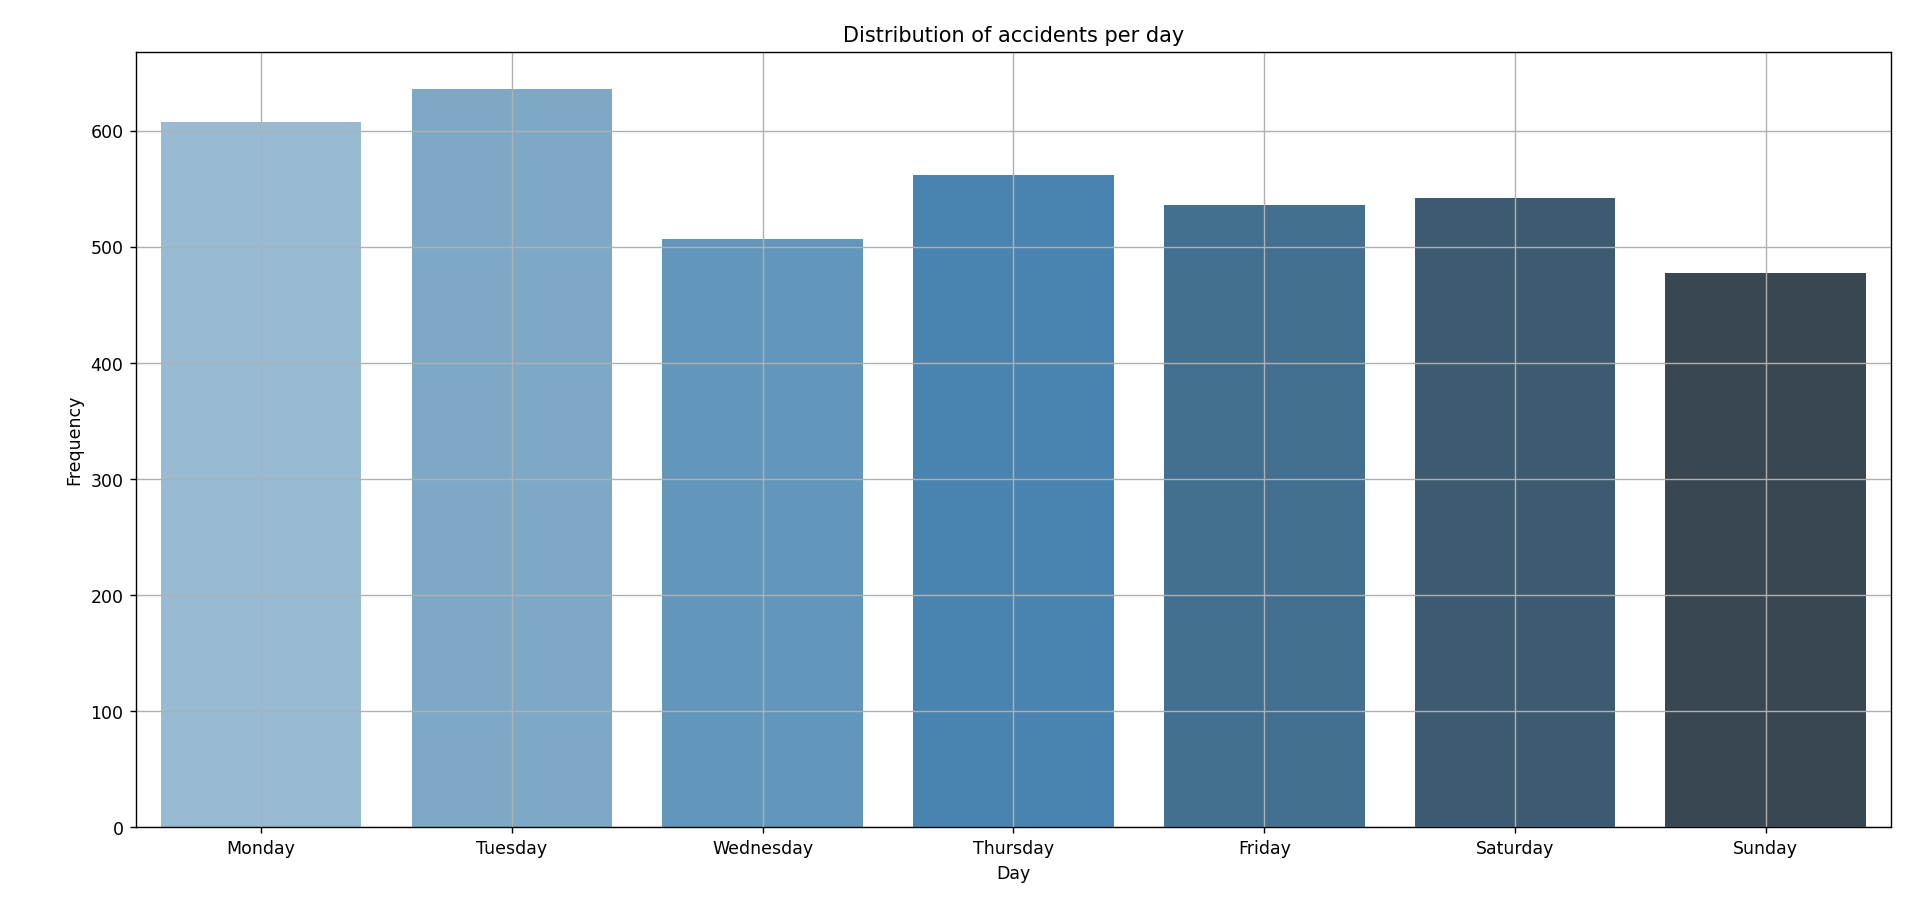 Distribution of accidents per day
600
500
400
300
200
100
0
Frequency
Monday Tuesday Wednesday Thursday Friday Saturday Sunday
Day